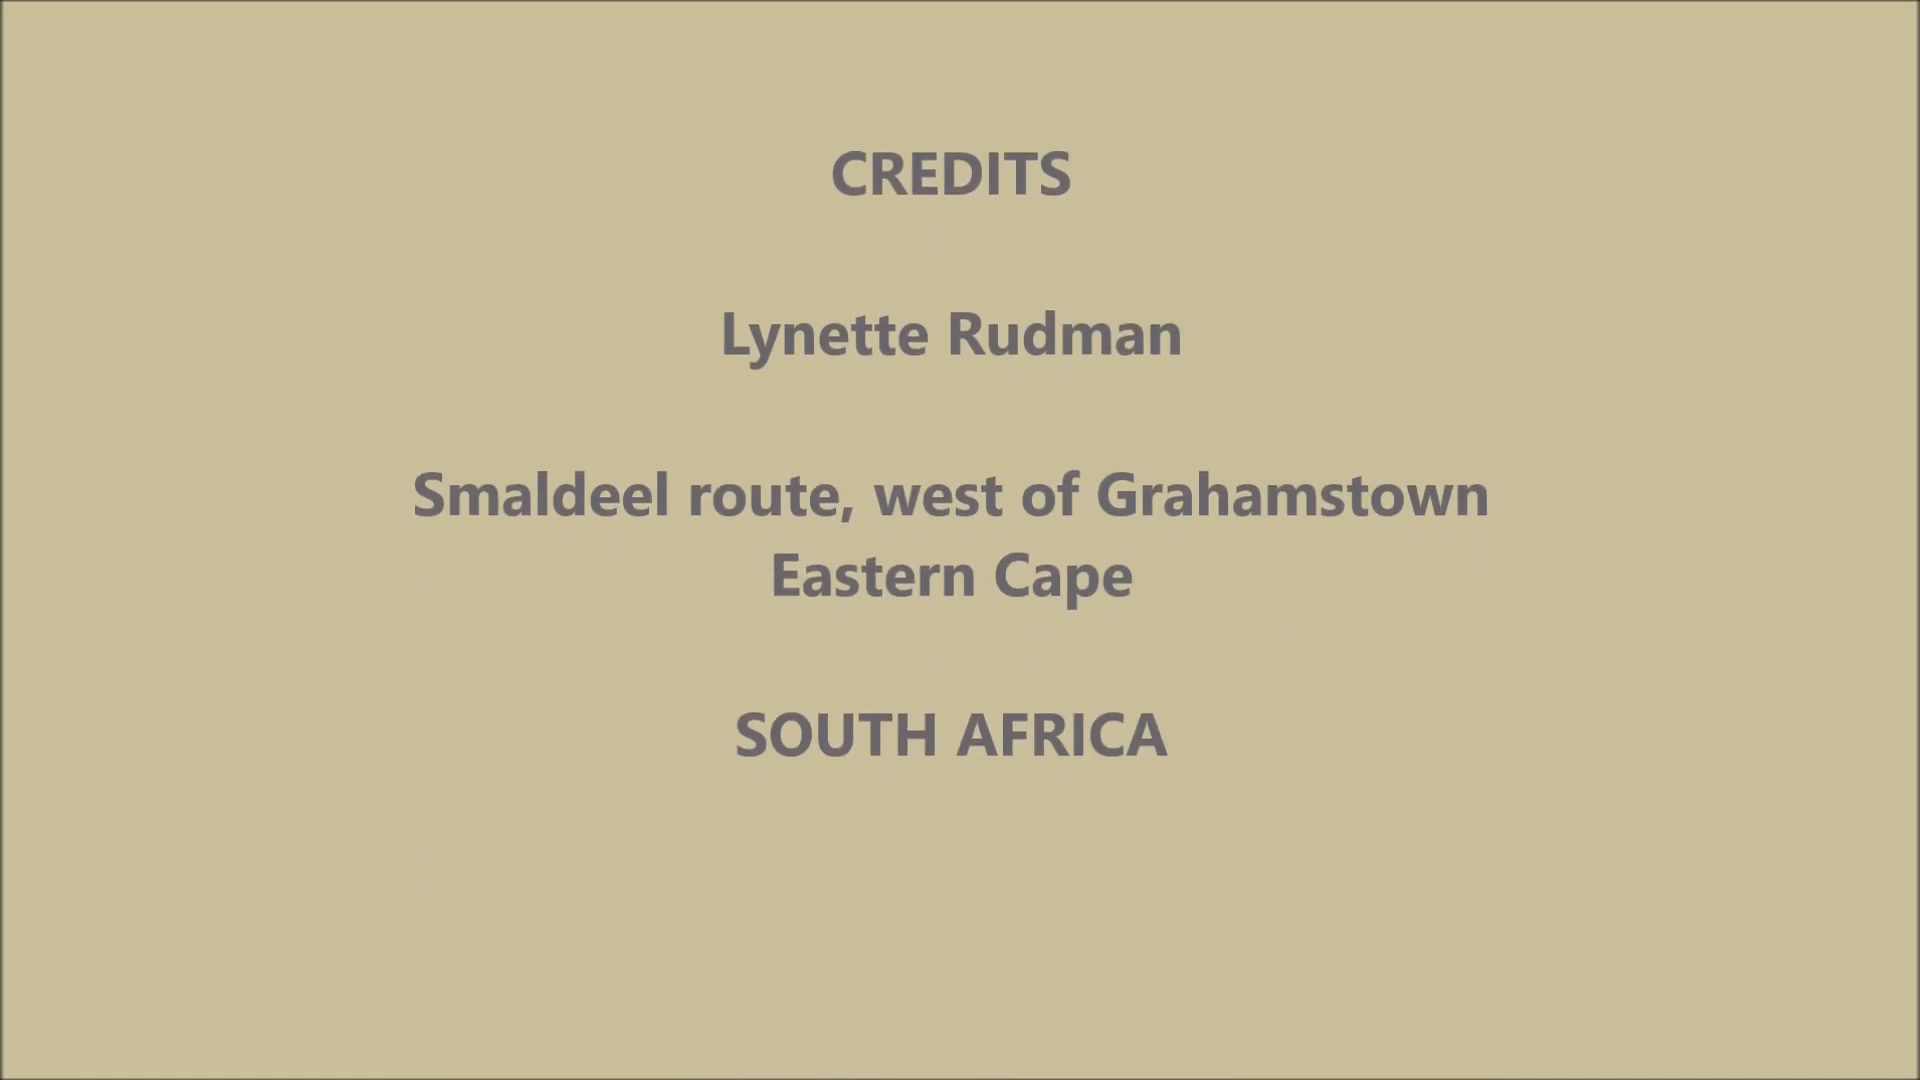 CREDITS
Lynette Rudman
Smaldeel route, west of Grahamstown
Eastern Cape
SOUTH AFRICA